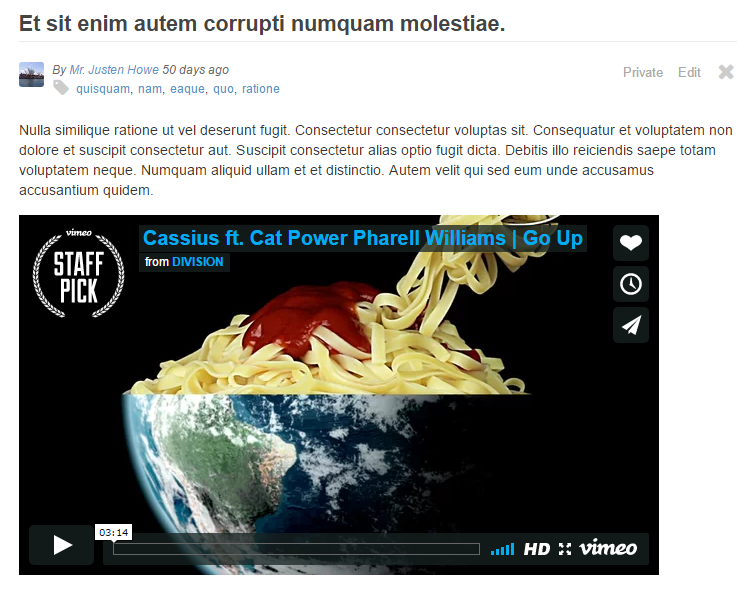 Et sit enim autem corrupti numquam molestiae.
By Mr. Justen Howe 50 days ago
Private Edit
quisquam, nam, eaque, quo, ratione
Nulla similique ratione ut vel deserunt fugit. Consectetur consectetur voluptas sit. Consequatur et voluptatem non
dolore et suscipit consectetur aut. Suscipit consectetur alias optio fugit dicta. Debitis illo reiciendis saepe totam
voluptatem neque. Numquam aliquid ullam et et distinctio. Autem velit qui sed eum unde accusamus
accusantium quidem.
vimeo
STAFF
PICK
Cassius ft. Cat Power Pharell Williams | Go Up
from DIVISION
03:14
HD vimeo